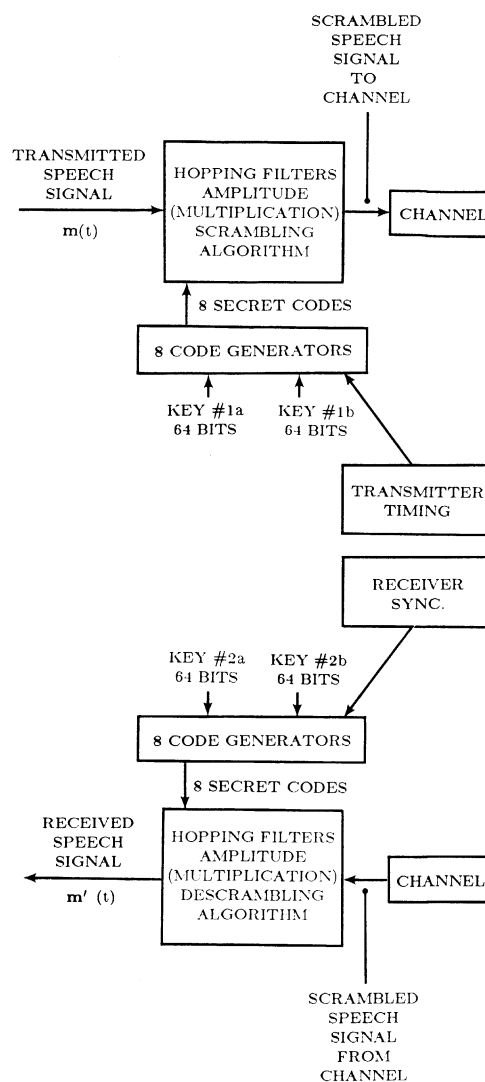 SCRAMBLED
SPEECH
SIGNAL
TO
CHANNEL
TRANSMITTED
SPEECH
SIGNAL
m(t)
HOPPING FILTERS
AMPLITUDE
(MULTIPLICATION)
SCRAMBLING
ALGORITHM
CHANNEL
8 SECRET CODES
8 CODE GENERATORS
KEY #1a
64 BITS
KEY #1b
64 BITS
TRANSMITTER
TIMING
RECEIVER
SYNC.
KEY #2a
64 BITS
KEY #2b
64 BITS
8 CODE GENERATORS
8 SECRET CODES
RECEIVED
SPEECH
SIGNAL
m' (t)
HOPPING FILTERS
AMPLITUDE
(MULTIPLICATION)
DESCRAMBLING
ALGORITHM
CHANNEL
SCRAMBLED
SPEECH
SIGNAL
FROM
CHANNEL